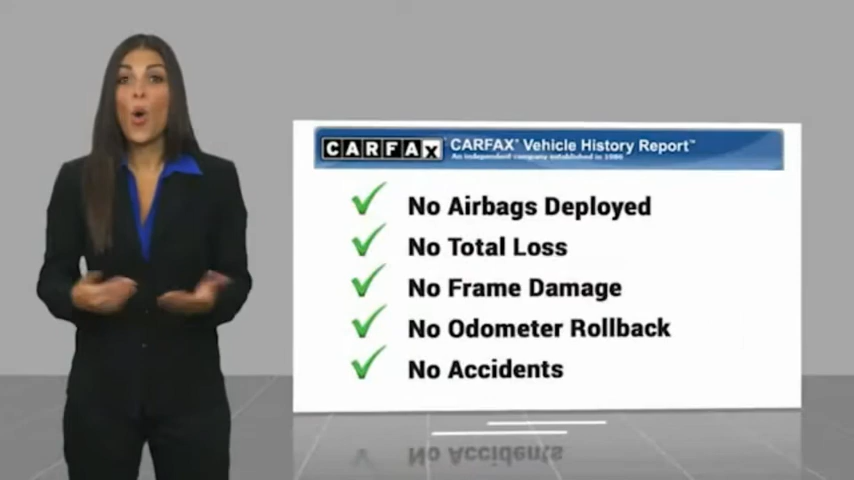 CARFAX CARFAX® Vehicle History Report™
An independent company established in 1986
No Airbags Deployed
No Total Loss
No Frame Damage
No Odometer Rollback
No Accidents
No Accidents